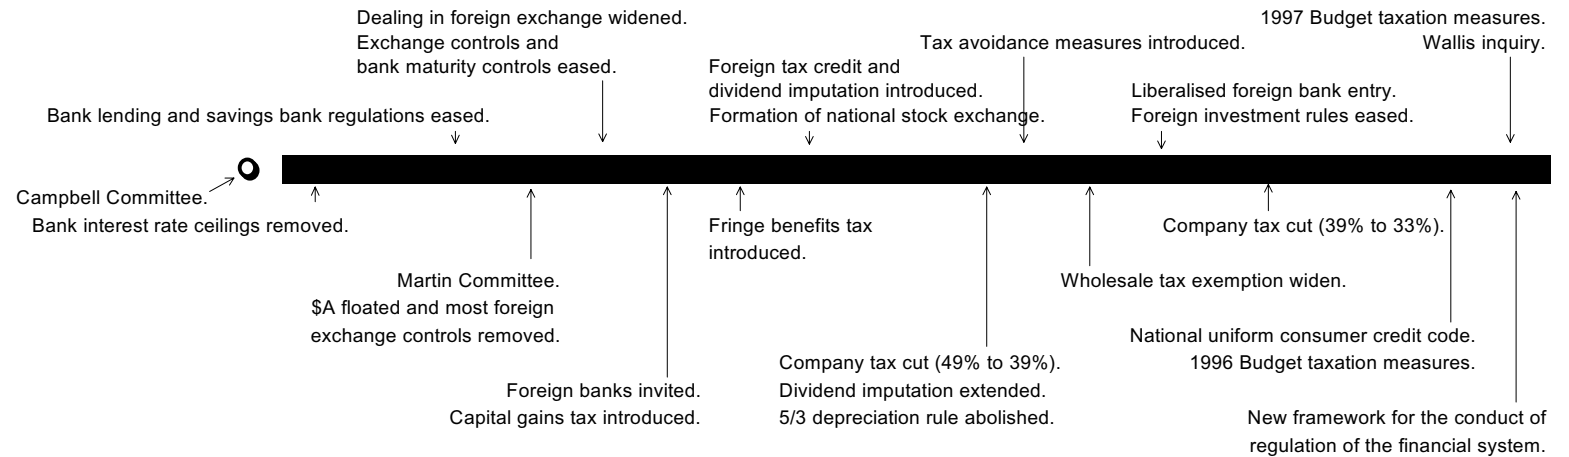 Dealing in foreign exchange widened.
Exchange controls and
bank maturity controls eased.
1997 Budget taxation measures.
Wallis inquiry.
Tax avoidance measures introduced.
Foreign tax credit and
dividend imputation introduced.
Formation of national stock exchange.
Liberalised foreign bank entry.
Foreign investment rules eased.
Bank lending and savings bank regulations eased.
Campbell Committee.
Bank interest rate ceilings removed.
Fringe benefits tax
introduced.
Company tax cut (39% to 33%).
Martin Committee.
$A floated and most foreign
exchange controls removed.
Wholesale tax exemption widen.
National uniform consumer credit code.
1996 Budget taxation measures.
Company tax cut (49% to 39%).
Dividend imputation extended.
5/3 depreciation rule abolished.
Foreign banks invited.
Capital gains tax introduced.
New framework for the conduct of
regulation of the financial system.